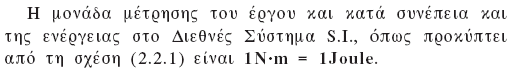 Η μονάδα μέτρησης του έργου και κατά συνέπεια και
της ενέργειας στο Διεθνές Σύστημα S.I., όπως προκύπτει
από τη σχέση (2.2.1) είναι 1N·m = 1Joule.